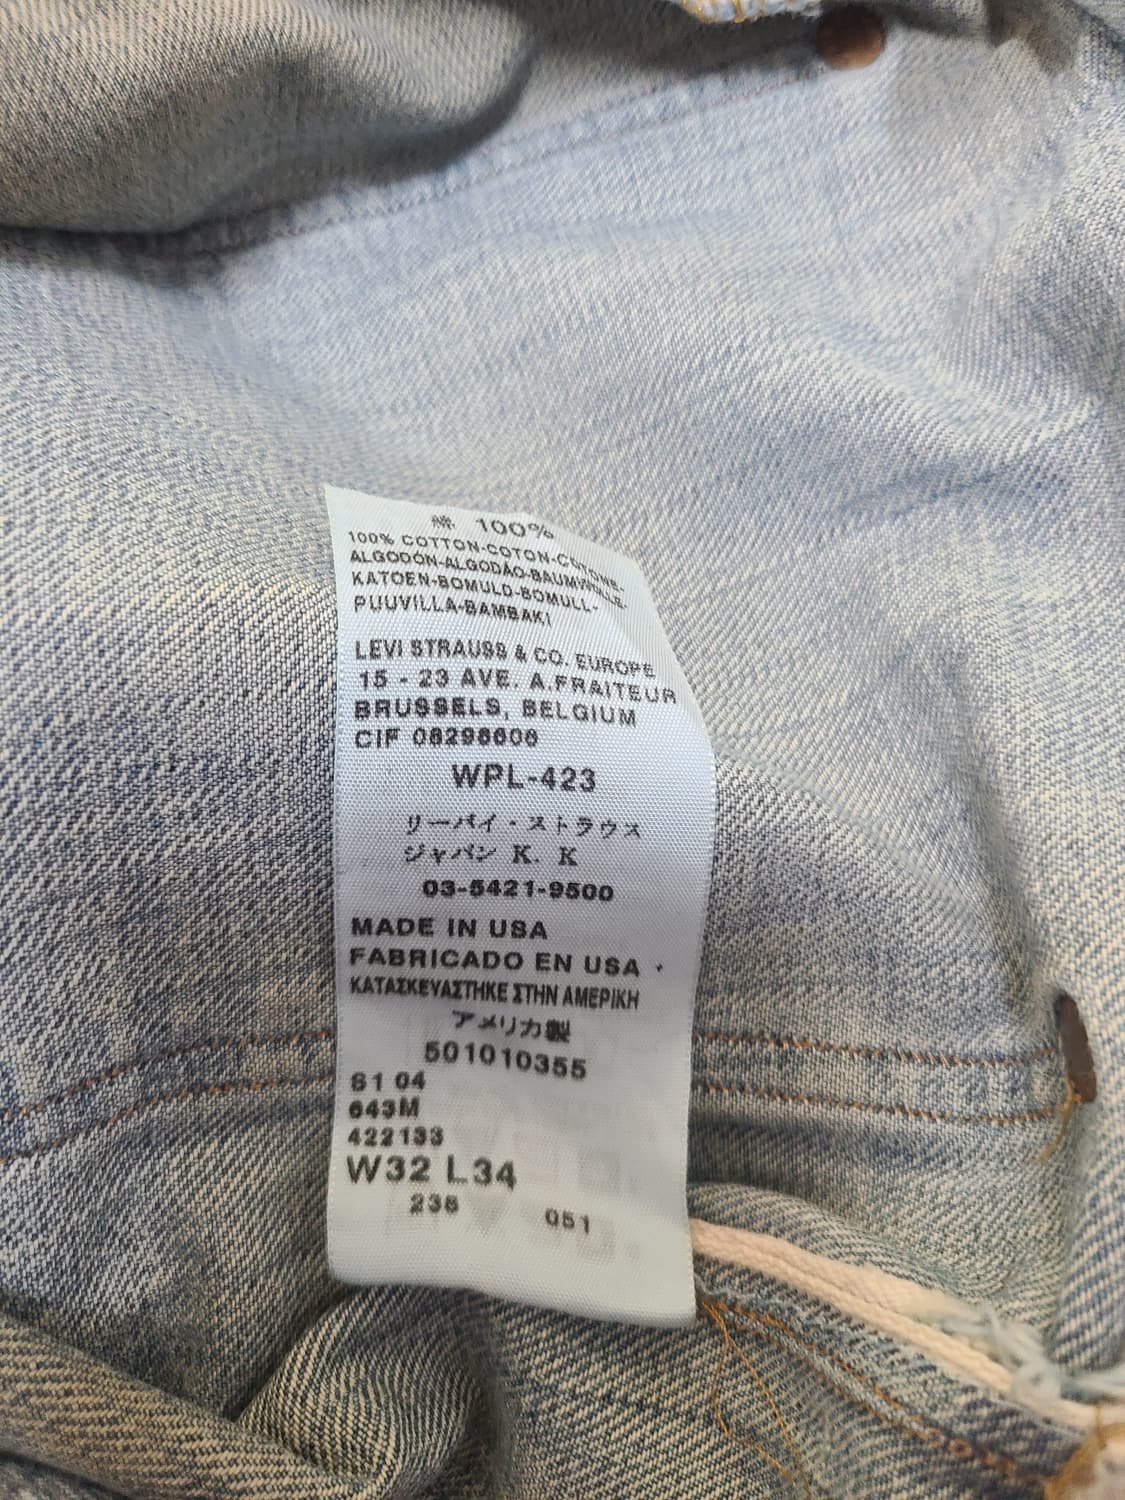 綿 100%
100% COTTON-COTON-COTONE-
ALGODÓN-ALGODÃO-BAUMWOLLE-
KATOEN-BOMULD-BOMULL-
PUUVILLA-BAMBAKI
LEVI STRAUSS & CO. EUROPE
15 - 23 AVE. A.FRAITEUR
BRUSSELS, BELGIUM
CIF 08298606
WPL-423
リーバイ・ストラウス
ジャパン K. K
03-5421-9500
MADE IN USA
FABRICADO EN USA
ΚΑΤΑΣΚΕΥΑΣΤΗΚΕ ΣΤΗΝ ΑΜΕΡΙΚΗ
アメリカ製
501010355
S1 04
643M
422133
W32 L34
236 051